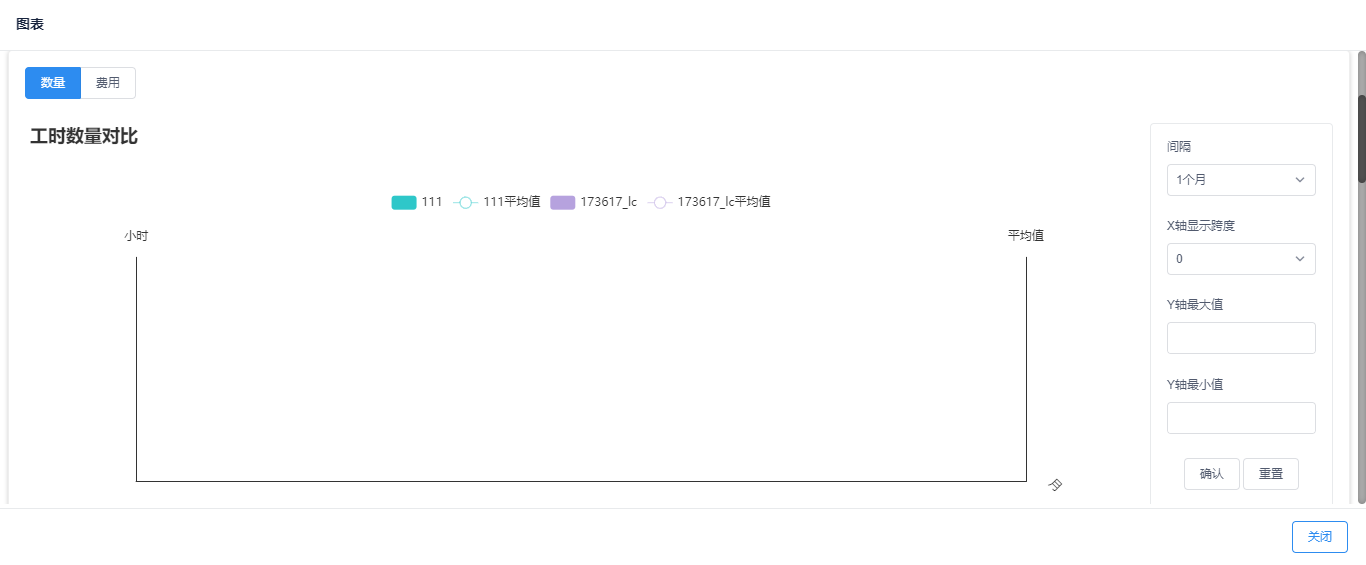 图表
数量 费用
工时数量对比
111 111平均值 173617_lc 173617_lc平均值
小时 平均值
间隔
1个月
X轴显示跨度
0
Y轴最大值
Y轴最小值
确认 重置
关闭